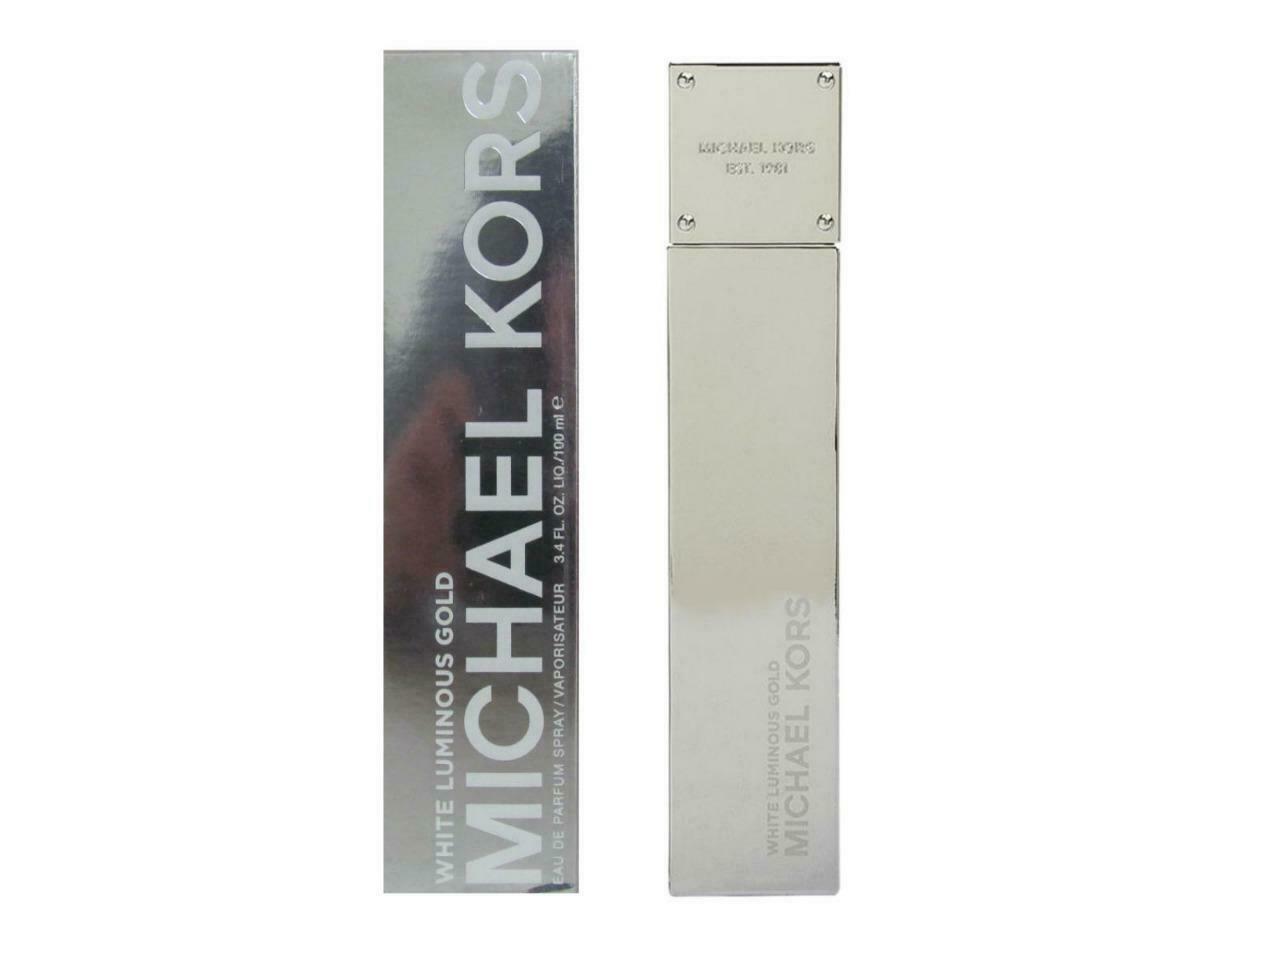 WHITE LUMINOUS GOLD
MICHAEL KORS
EAU DE PARFUM SPRAY/VAPORISATEUR 3.4 FL. OZ. LIQ./100 ml ℮
MICHAEL KORS
EST. 1981
WHITE LUMINOUS GOLD
MICHAEL KORS